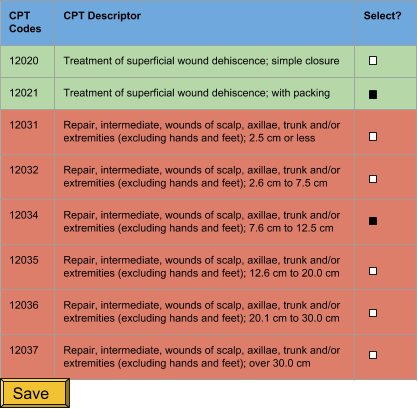 CPT Codes CPT Descriptor Select?
12020 Treatment of superficial wound dehiscence; simple closure
12021 Treatment of superficial wound dehiscence; with packing
12031 Repair, intermediate, wounds of scalp, axillae, trunk and/or
extremities (excluding hands and feet); 2.5 cm or less
12032 Repair, intermediate, wounds of scalp, axillae, trunk and/or
extremities (excluding hands and feet); 2.6 cm to 7.5 cm
12034 Repair, intermediate, wounds of scalp, axillae, trunk and/or
extremities (excluding hands and feet); 7.6 cm to 12.5 cm
12035 Repair, intermediate, wounds of scalp, axillae, trunk and/or
extremities (excluding hands and feet); 12.6 cm to 20.0 cm
12036 Repair, intermediate, wounds of scalp, axillae, trunk and/or
extremities (excluding hands and feet); 20.1 cm to 30.0 cm
12037 Repair, intermediate, wounds of scalp, axillae, trunk and/or
extremities (excluding hands and feet); over 30.0 cm
Save